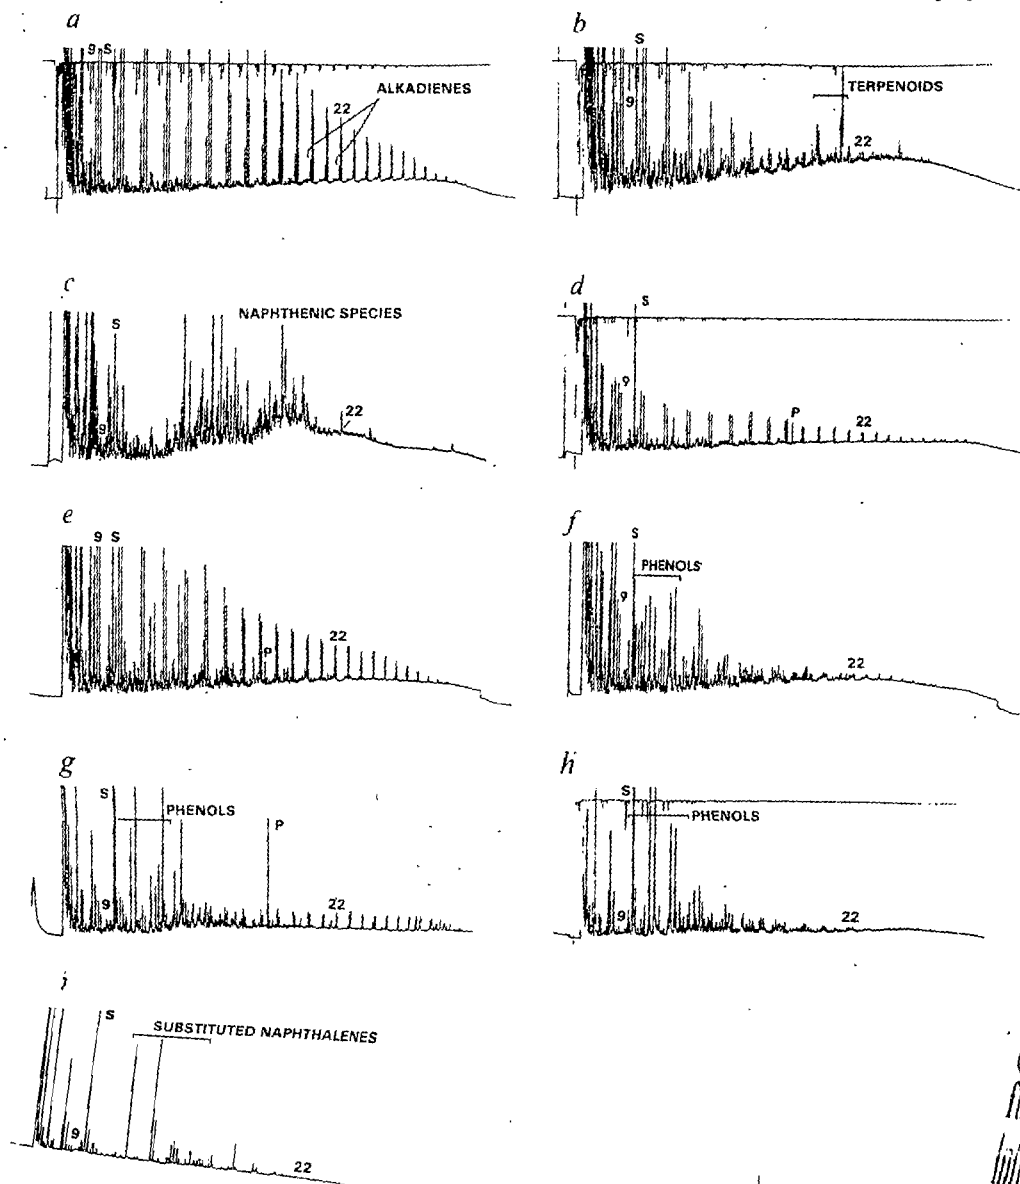 a
9 S
ALKADIENES
22
b
S
9
TERPENOIDS
22
c
S
NAPHTHENIC SPECIES
9
22
d
S
9
P
22
e
9 S
P
22
f
S
PHENOLS
9
22
g
S
PHENOLS
P
9
22
h
S
PHENOLS
9
22
i
S
SUBSTITUTED NAPHTHALENES
9
22